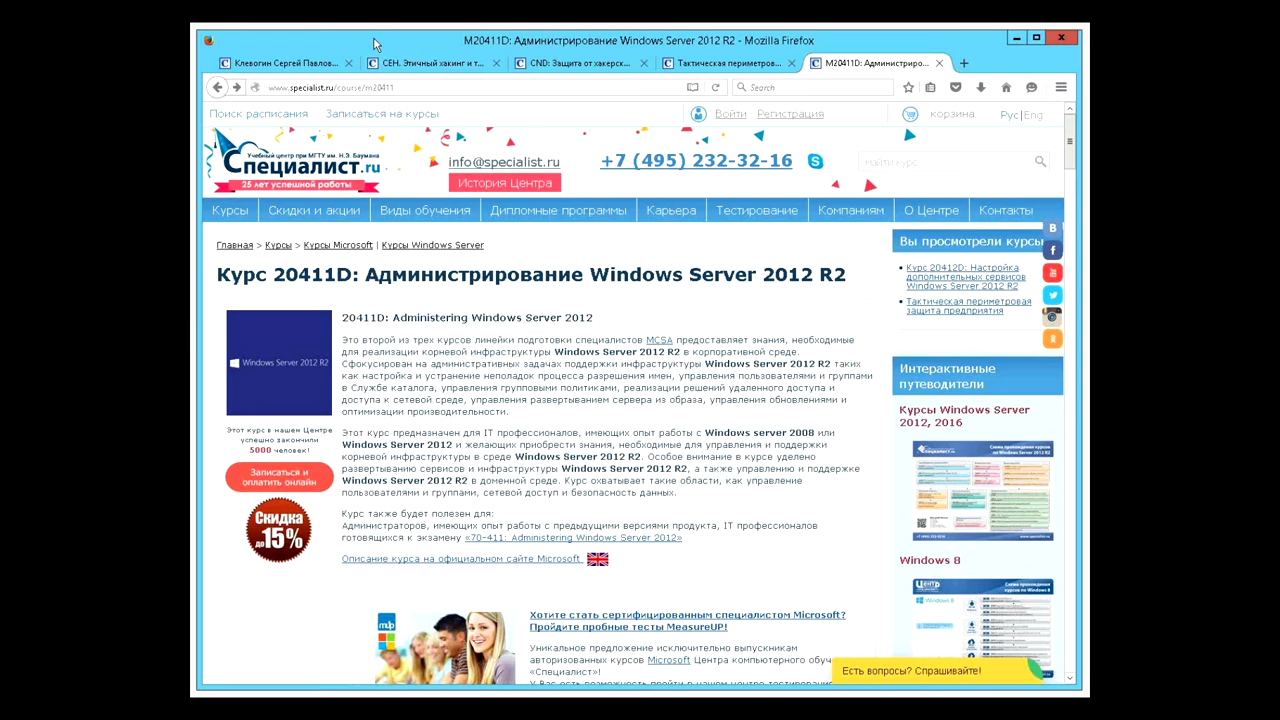 M20411D: Администрирование Windows Server 2012 R2 - Mozilla Firefox
Клевогин Сергей Павлов...
CEH. Этичный хакинг и т...
CND: Защита от хакерск...
Тактическая периметров...
M20411D: Администриро...
www.specialist.ru/course/m20411
Search
Поиск расписания
Записаться на курсы
Войти
Регистрация
корзина
Рус|Eng
Учебный центр при МГТУ им. Н.Э. Баумана
Специалист.ru
25 лет успешной работы
info@specialist.ru
История Центра
+7 (495) 232-32-16
найти курс
Курсы
Скидки и акции
Виды обучения
Дипломные программы
Карьера
Тестирование
Компаниям
О Центре
Контакты
Главная > Курсы > Курсы Microsoft | Курсы Windows Server
Курс 20411D: Администрирование Windows Server 2012 R2
Windows Server 2012 R2
Этот курс в нашем Центре
успешно закончили
5000 человек!
Записаться и
оплатить онлайн
Скидка
до 15%
20411D: Administering Windows Server 2012
Это второй из трех курсов линейки подготовки специалистов MCSA предоставляет знания, необходимые
для реализации корневой инфраструктуры Windows Server 2012 R2 в корпоративной среде.
Сфокусирован на административных задачах поддержки инфраструктуры Windows Server 2012 R2 таких
как настройка и устранение неполадок процесса разрешения имен, управления пользователями и группами
в Службе каталога, управления групповыми политиками, реализации решений удаленного доступа и
доступа к сетевой среде, управления развертыванием сервера из образа, управления обновлениями и
оптимизации производительности.
Этот курс предназначен для IT профессионалов, имеющих опыт работы с Windows server 2008 или
Windows Server 2012 и желающих приобрести знания, необходимые для управления и поддержки
корневой инфраструктуры в среде Windows Server 2012 R2. Особое внимание в курсе уделено
развертыванию сервисов и инфраструктуры Windows Server 2012 R2, а также управлению и поддержке
Windows Server 2012 R2 в доменной среде. Курс охватывает такие области, как управление
пользователями и группами, сетевой доступ и безопасность данных.
Курс также будет полезен для:
Администраторов, имеющих опыт работы с предыдущими версиями продукта. IT профессионалов
готовящихся к экзамену «70-411: Administering Windows Server 2012»
Описание курса на официальном сайте Microsoft
Хотите стать сертифицированным специалистом Microsoft?
Пройдите пробные тесты MeasureUP!
Уникальное предложение исключительно выпускникам
авторизованных курсов Microsoft Центра компьютерного обуч
«Специалист»!
У Вас есть возможность пройти в нашем центре тестирования
mup
Вы просмотрели курсы
Курс 20412D: Настройка
дополнительных сервисов
Windows Server 2012 R2
Тактическая периметровая
защита предприятия
Интерактивные
путеводители
Курсы Windows Server
2012, 2016
Windows 8
Есть вопросы? Спрашивайте!